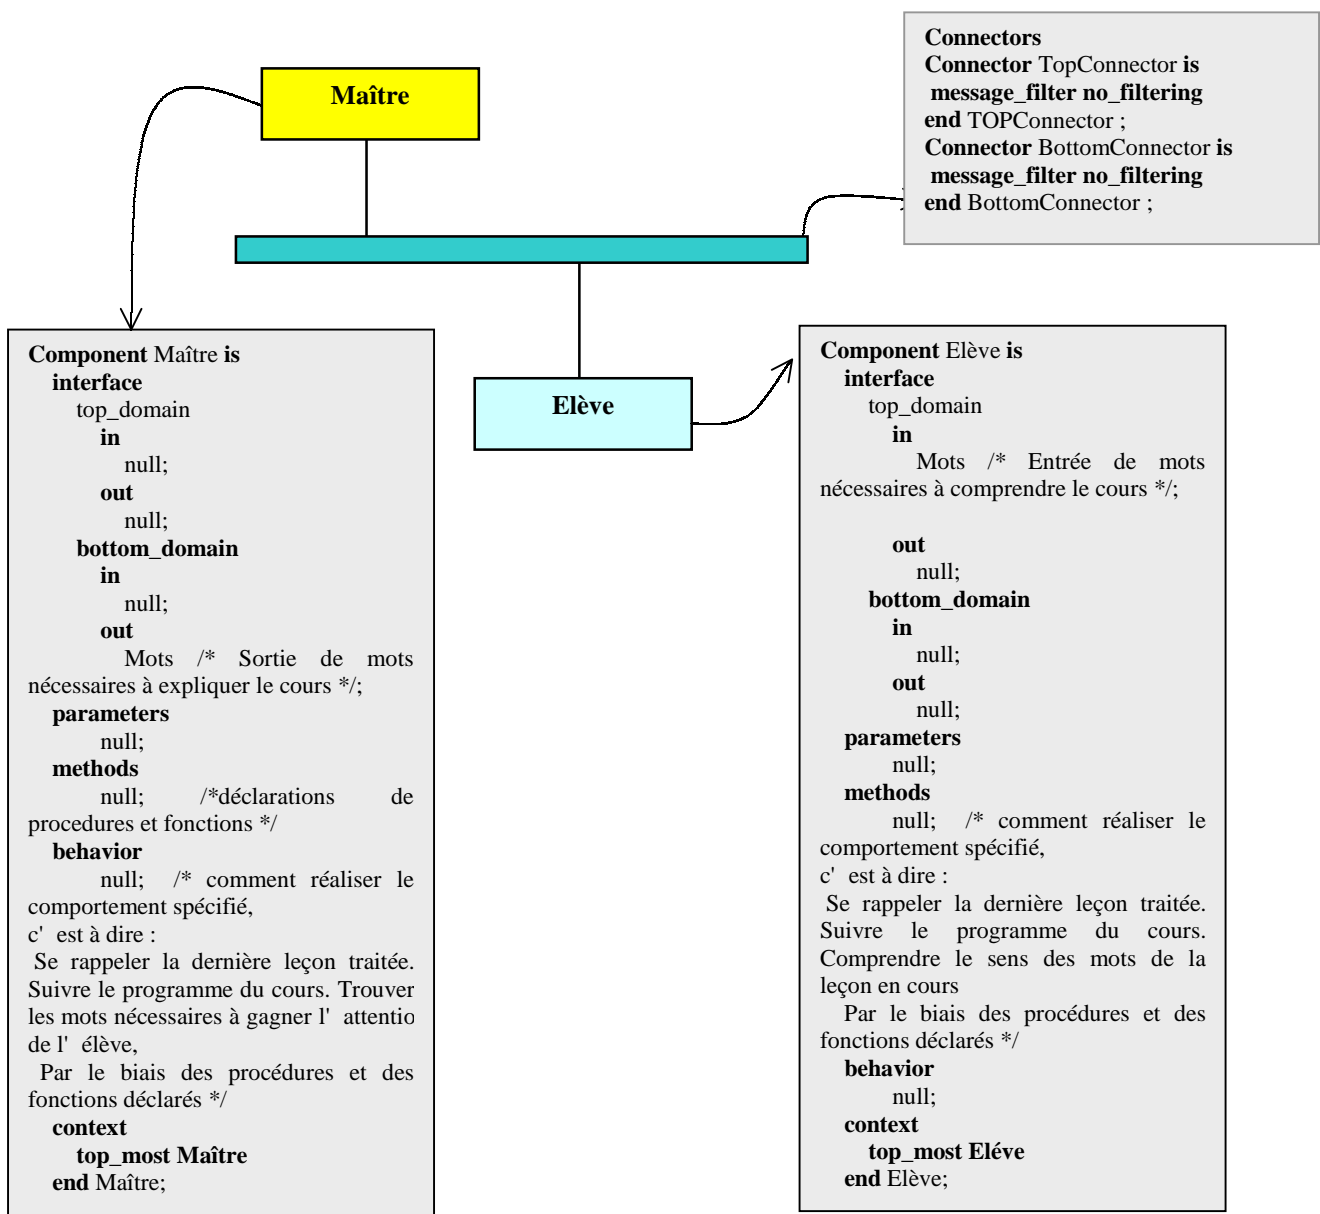 Connectors
Connector TopConnector is
message_filter no_filtering
end TOPConnector ;
Connector BottomConnector is
message_filter no_filtering
end BottomConnector ;
Maître
Elève
Component Maître is
interface
top_domain
in
null;
out
null;
bottom_domain
in
null;
out
Mots /* Sortie de mots
nécessaires à expliquer le cours */;
parameters
null;
methods
null; /*déclarations de
procedures et fonctions */
behavior
null; /* comment réaliser le
comportement spécifié,
c' est à dire :
Se rappeler la dernière leçon traitée.
Suivre le programme du cours. Trouver
les mots nécessaires à gagner l' attentio
de l' élève,
Par le biais des procédures et des
fonctions déclarés */
context
top_most Maître
end Maître;
Component Elève is
interface
top_domain
in
Mots /* Entrée de mots
nécessaires à comprendre le cours */;
out
null;
bottom_domain
in
null;
out
null;
parameters
null;
methods
null; /* comment réaliser le
comportement spécifié,
c' est à dire :
Se rappeler la dernière leçon traitée.
Suivre le programme du cours.
Comprendre le sens des mots de la
leçon en cours
Par le biais des procédures et des
fonctions déclarés */
behavior
null;
context
top_most Eléve
end Elève;